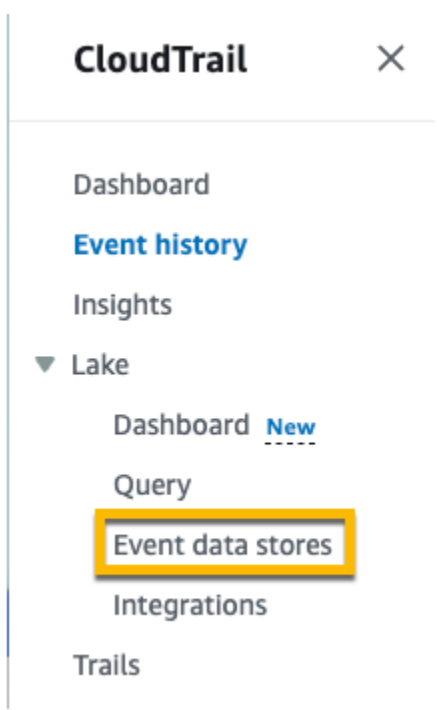 CloudTrail
Dashboard
Event history
Insights
Lake
Dashboard New
Query
Event data stores
Integrations
Trails